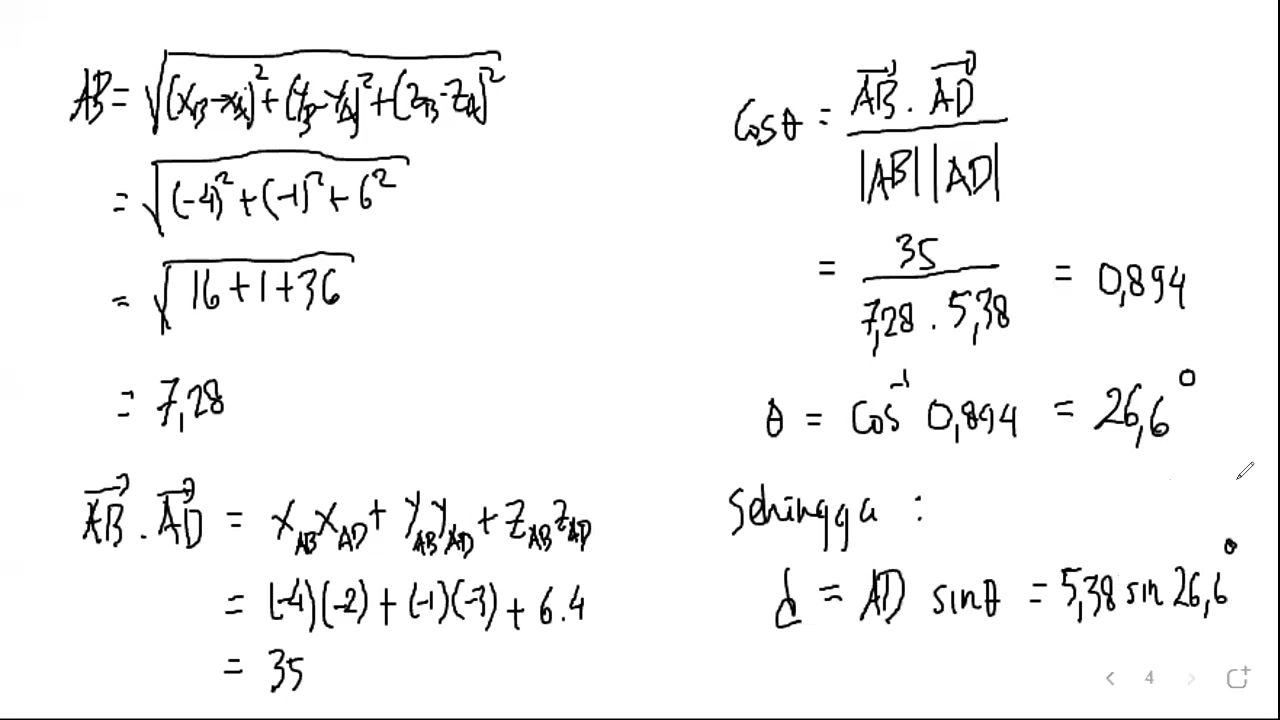 AB = √(x_B - x_A)² + (y_B - y_A)² + (z_B - z_A)²
= √(-4)² + (-1)² + 6²
= √16 + 1 + 36
= 7,28
AB⃗ . AD⃗ = x_AB x_AD + y_AB y_AD + z_AB z_AD
= (-4)(-2) + (-1)(-3) + 6.4
= 35
Cos θ = AB⃗ . AD⃗ / |AB| |AD|
= 35 / 7,28 . 5,38 = 0,894
θ = Cos⁻¹ 0,894 = 26,6°
Sehingga :
d = AD sin θ = 5,38 sin 26,6°
4